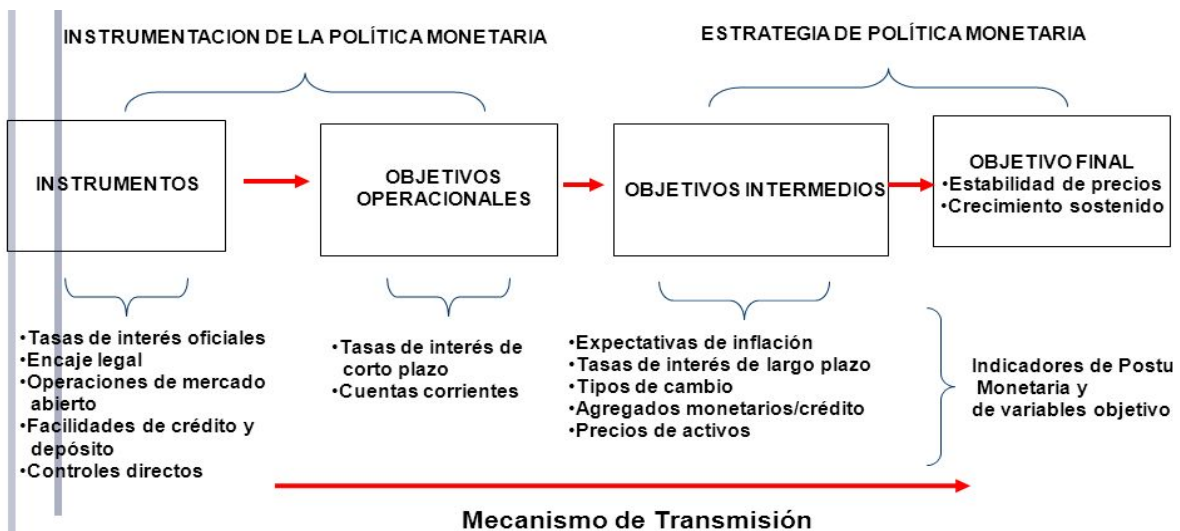 INSTRUMENTACION DE LA POLÍTICA MONETARIA
ESTRATEGIA DE POLÍTICA MONETARIA
INSTRUMENTOS
OBJETIVOS
OPERACIONALES
OBJETIVOS INTERMEDIOS
OBJETIVO FINAL
•Estabilidad de precios
•Crecimiento sostenido
•Tasas de interés oficiales
•Encaje legal
•Operaciones de mercado
abierto
•Facilidades de crédito y
depósito
•Controles directos
•Tasas de interés de
corto plazo
•Cuentas corrientes
•Expectativas de inflación
•Tasas de interés de largo plazo
•Tipos de cambio
•Agregados monetarios/crédito
•Precios de activos
Indicadores de Postu
Monetaria y
de variables objetivo
Mecanismo de Transmisión